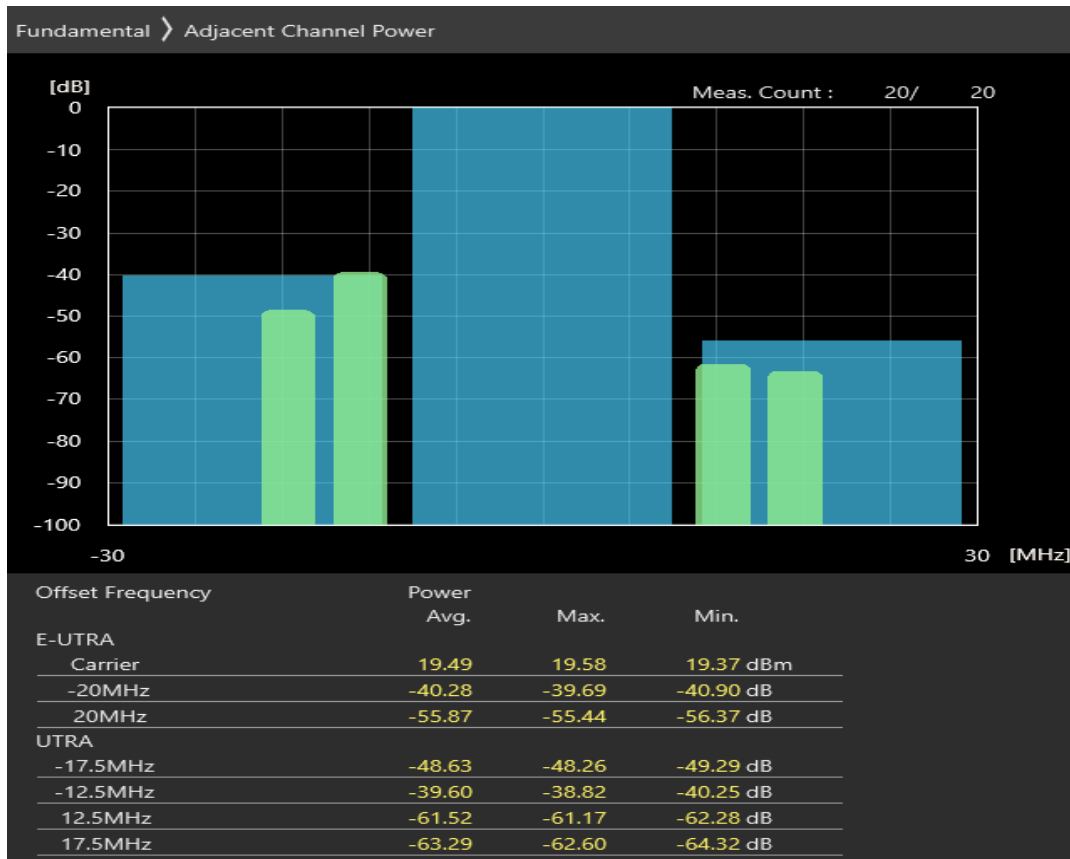 Fundamental ❯ Adjacent Channel Power
[dB]
Meas. Count : 20/ 20
0
-10
-20
-30
-40
-50
-60
-70
-80
-90
-100
-30 30 [MHz]
Offset Frequency Power
Avg. Max. Min.
E-UTRA
Carrier 19.49 19.58 19.37 dBm
-20MHz -40.28 -39.69 -40.90 dB
20MHz -55.87 -55.44 -56.37 dB
UTRA
-17.5MHz -48.63 -48.26 -49.29 dB
-12.5MHz -39.60 -38.82 -40.25 dB
12.5MHz -61.52 -61.17 -62.28 dB
17.5MHz -63.29 -62.60 -64.32 dB